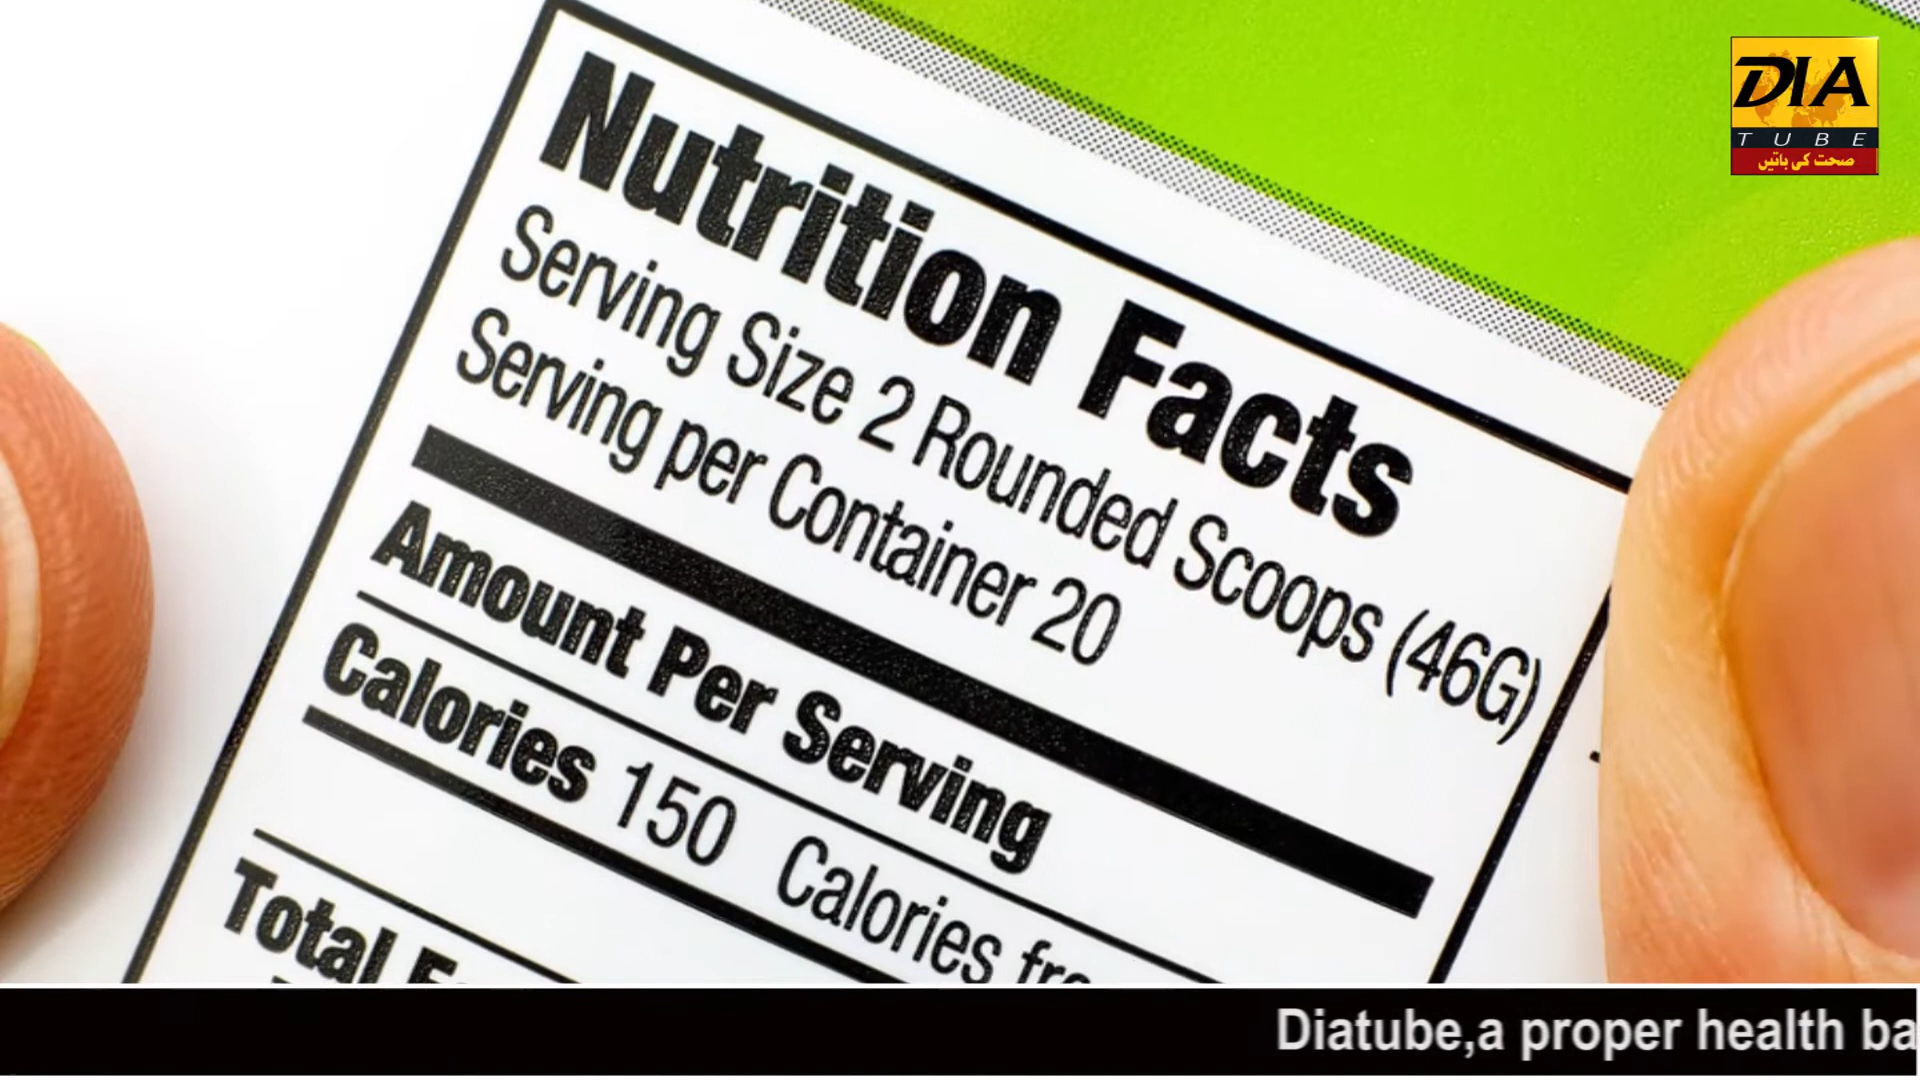 Nutrition Facts
Serving Size 2 Rounded Scoops (46G)
Serving per Container 20
Amount Per Serving
Calories 150 Calories
Total
DIA
TUBE
صحت کی باتیں
Diatube,a proper health